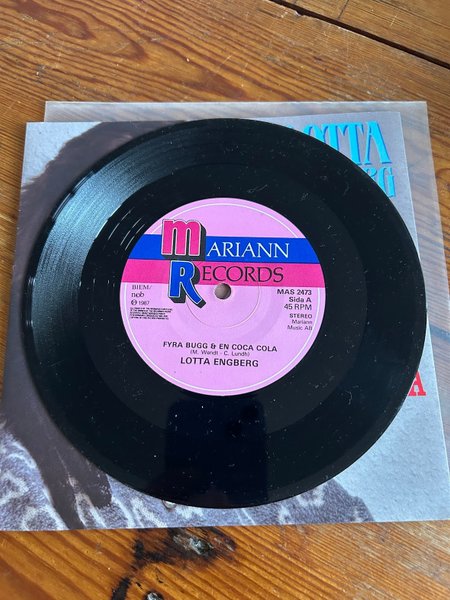 OTTA
RG
MARIANN
RECORDS
BIEM/
ncb
℗ 1987
MAS 2473
Sida A
45 RPM
STEREO
Mariann
Music AB
FYRA BUGG & EN COCA COLA
(M. Wendt - C. Lundh)
LOTTA ENGBERG
A